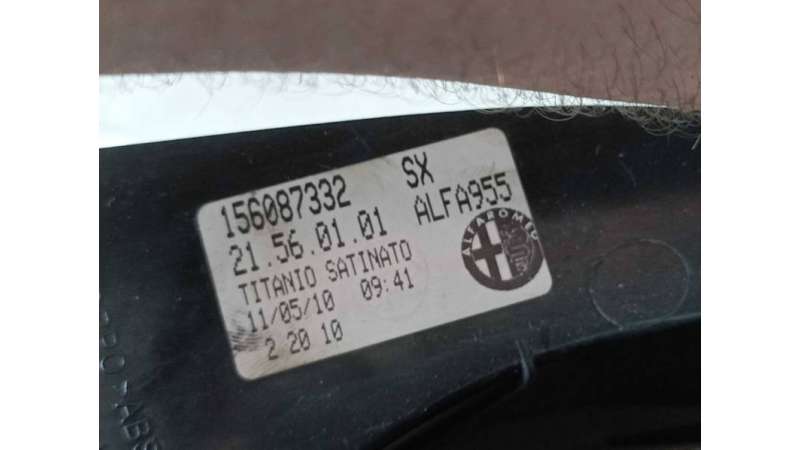 156087332 SX
21.56.01.01 ALFA955
TITANIO SATINATO
11/05/10 09:41
2 20 10
ALFA ROMEO